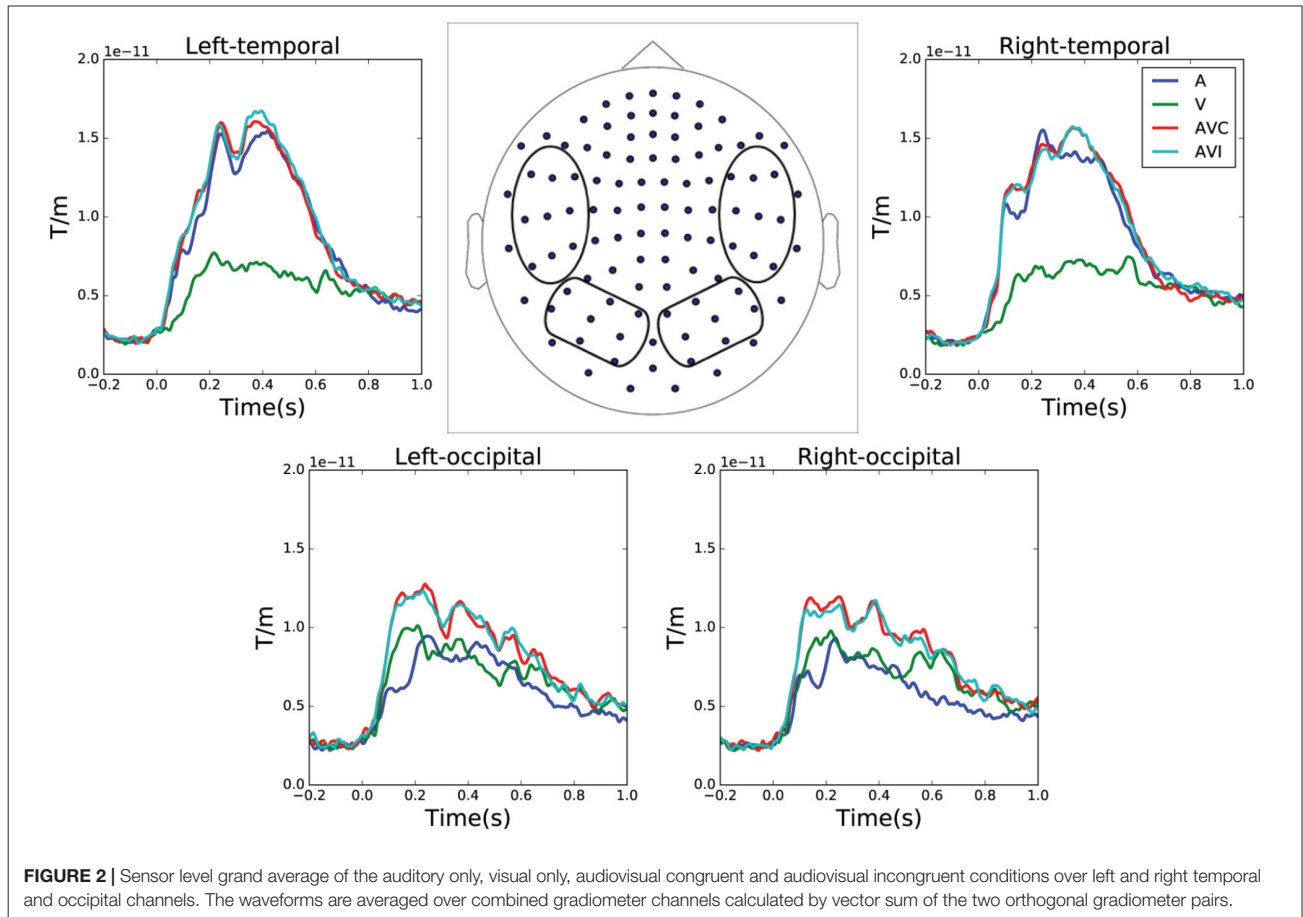 Left-temporal
1e−11
2.0
1.5
1.0
0.5
0.0
T/m
−0.2 0.0 0.2 0.4 0.6 0.8 1.0
Time(s)
Right-temporal
1e−11
2.0
1.5
1.0
0.5
0.0
T/m
A
V
AVC
AVI
−0.2 0.0 0.2 0.4 0.6 0.8 1.0
Time(s)
Left-occipital
1e−11
2.0
1.5
1.0
0.5
0.0
T/m
−0.2 0.0 0.2 0.4 0.6 0.8 1.0
Time(s)
Right-occipital
1e−11
2.0
1.5
1.0
0.5
0.0
T/m
−0.2 0.0 0.2 0.4 0.6 0.8 1.0
Time(s)
FIGURE 2 | Sensor level grand average of the auditory only, visual only, audiovisual congruent and audiovisual incongruent conditions over left and right temporal
and occipital channels. The waveforms are averaged over combined gradiometer channels calculated by vector sum of the two orthogonal gradiometer pairs.